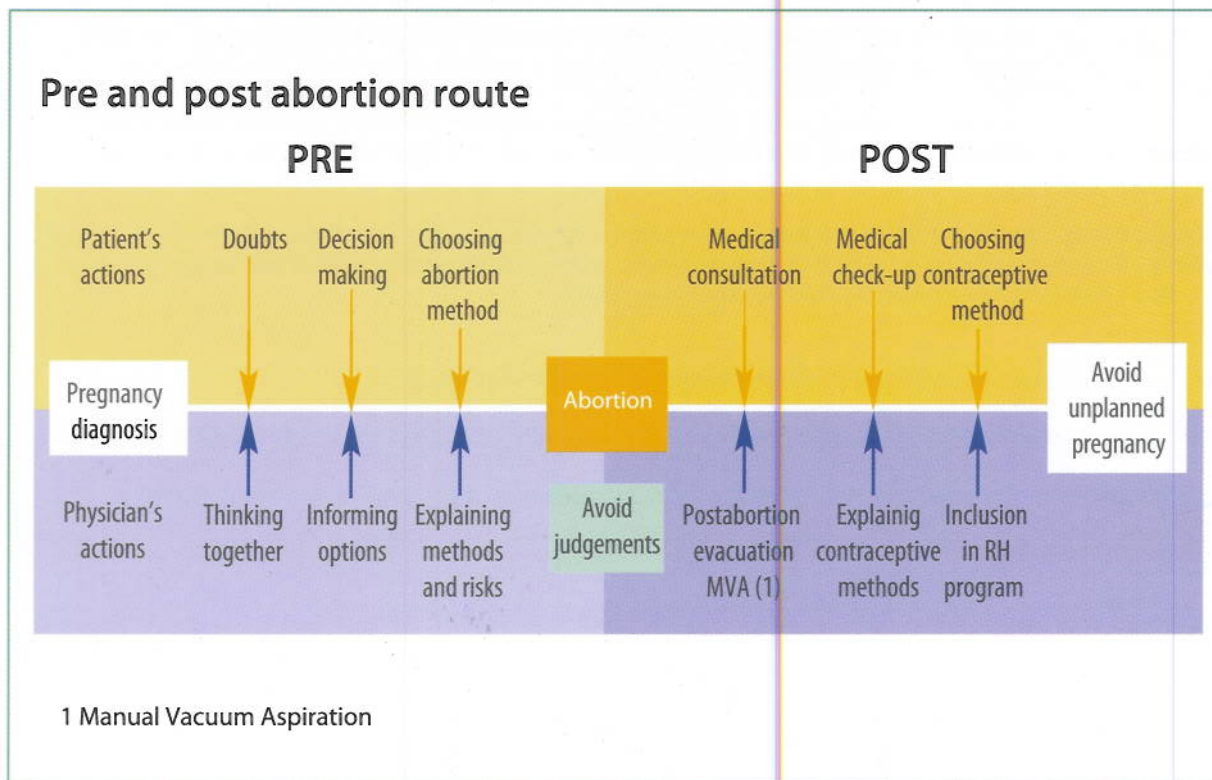 Pre and post abortion route
PRE
POST
Patient's
actions
Doubts
Decision
making
Choosing
abortion
method
Medical
consultation
Medical
check-up
Choosing
contraceptive
method
Pregnancy
diagnosis
Abortion
Avoid
unplanned
pregnancy
Physician's
actions
Thinking
together
Informing
options
Explaining
methods
and risks
Avoid
judgements
Postabortion
evacuation
MVA (1)
Explainig
contraceptive
methods
Inclusion
in RH
program
1 Manual Vacuum Aspiration